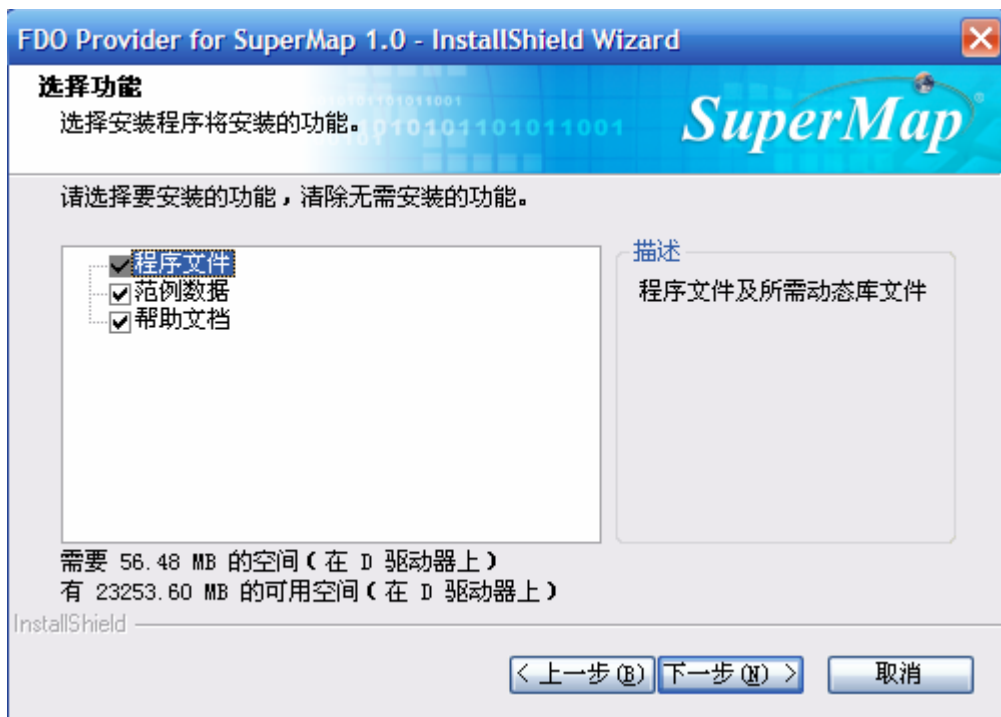 FDO Provider for SuperMap 1.0 - InstallShield Wizard
选择功能
选择安装程序将安装的功能。
SuperMap
请选择要安装的功能，清除无需安装的功能。
程序文件
范例数据
帮助文档
描述
程序文件及所需动态库文件
需要 56.48 MB 的空间(在 D 驱动器上)
有 23253.60 MB 的可用空间(在 D 驱动器上)
InstallShield
< 上一步(B)
下一步(N) >
取消